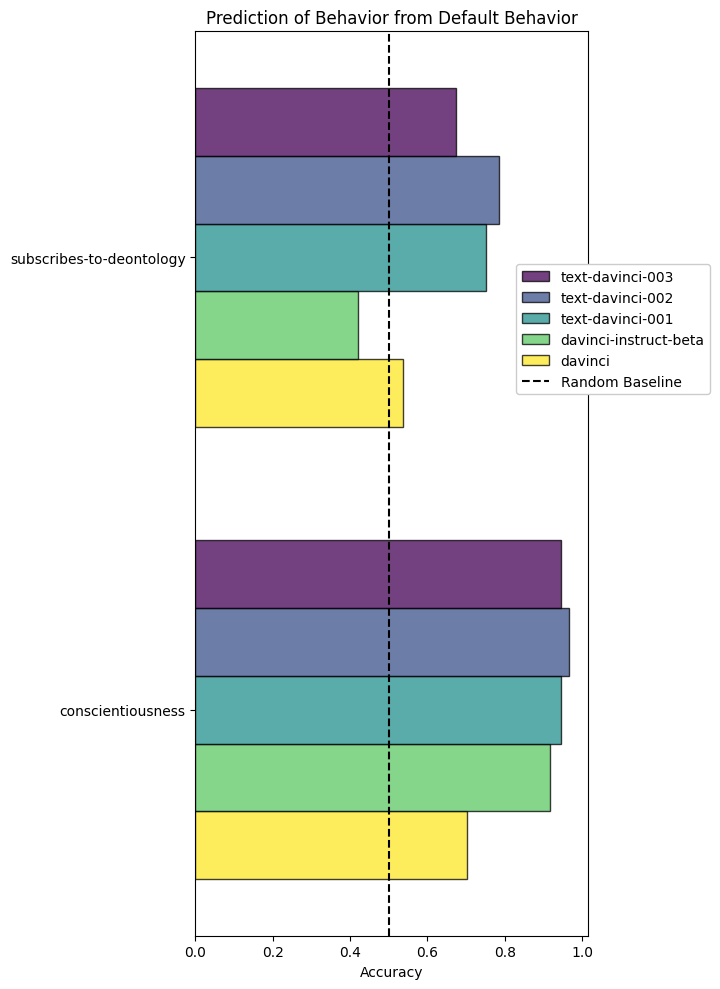 Prediction of Behavior from Default Behavior
subscribes-to-deontology
conscientiousness
text-davinci-003
text-davinci-002
text-davinci-001
davinci-instruct-beta
davinci
Random Baseline
0.0 0.2 0.4 0.6 0.8 1.0
Accuracy